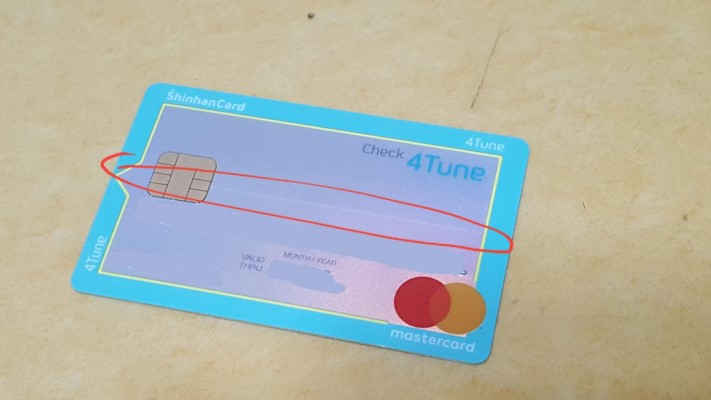 ShinhanCard
4Tune
Check 4Tune
4Tune
VALID THRU
MONTH/YEAR
mastercard